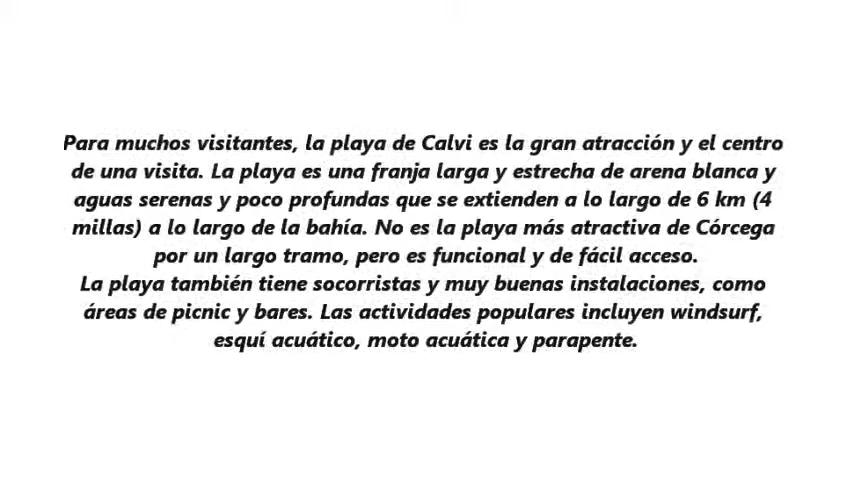 Para muchos visitantes, la playa de Calvi es la gran atracción y el centro
de una visita. La playa es una franja larga y estrecha de arena blanca y
aguas serenas y poco profundas que se extienden a lo largo de 6 km (4
millas) a lo largo de la bahía. No es la playa más atractiva de Córcega
por un largo tramo, pero es funcional y de fácil acceso.
La playa también tiene socorristas y muy buenas instalaciones, como
áreas de picnic y bares. Las actividades populares incluyen windsurf,
esquí acuático, moto acuática y parapente.